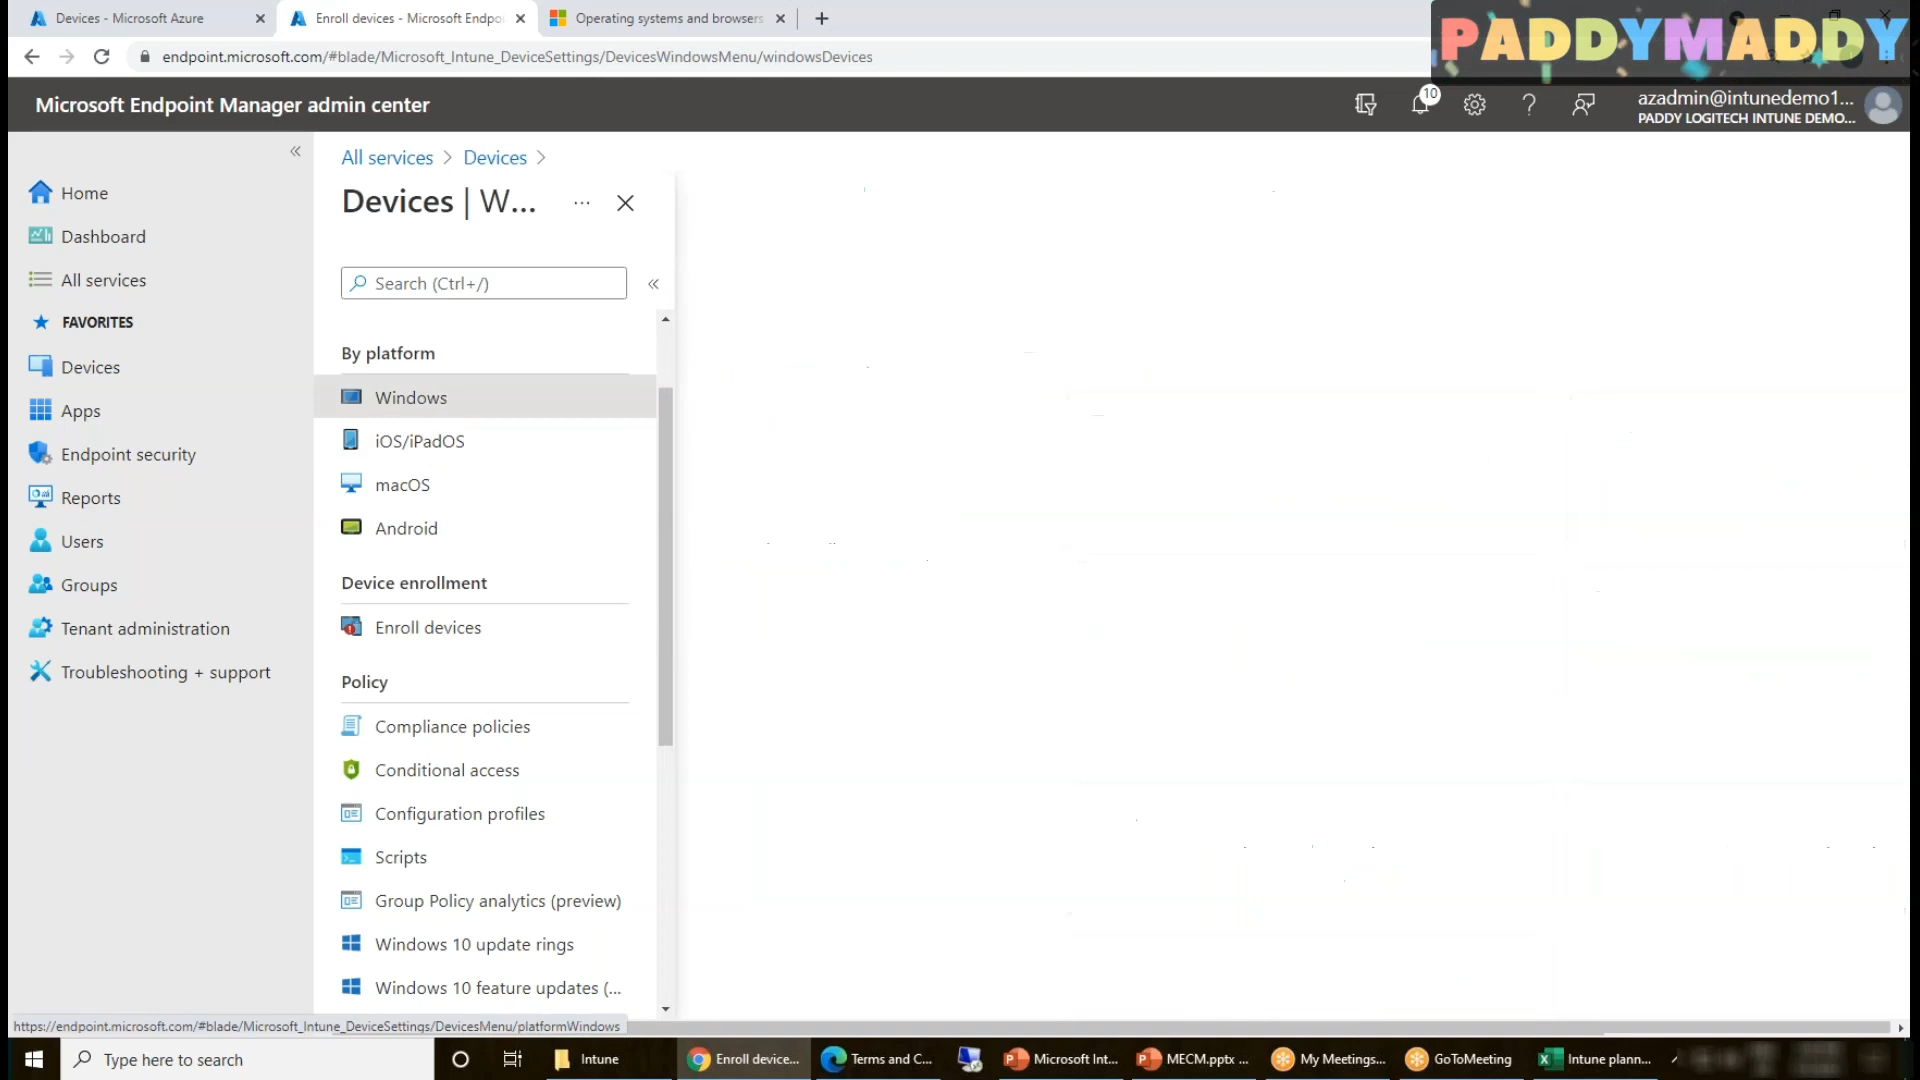 Devices - Microsoft Azure
Enroll devices - Microsoft Endpo
Operating systems and browsers
PADDYMADDY
endpoint.microsoft.com/#blade/Microsoft_Intune_DeviceSettings/DevicesWindowsMenu/windowsDevices
Microsoft Endpoint Manager admin center
10
azadmin@intunedemo1...
PADDY LOGITECH INTUNE DEMO...
Home
Dashboard
All services
FAVORITES
Devices
Apps
Endpoint security
Reports
Users
Groups
Tenant administration
Troubleshooting + support
All services > Devices >
Devices | W...
Search (Ctrl+/)
By platform
Windows
iOS/iPadOS
macOS
Android
Device enrollment
Enroll devices
Policy
Compliance policies
Conditional access
Configuration profiles
Scripts
Group Policy analytics (preview)
Windows 10 update rings
Windows 10 feature updates (...
https://endpoint.microsoft.com/#blade/Microsoft_Intune_DeviceSettings/DevicesMenu/platformWindows
Type here to search
Intune
Enroll device...
Terms and C...
Microsoft Int...
MECM.pptx ...
My Meetings...
GoToMeeting
Intune plann...